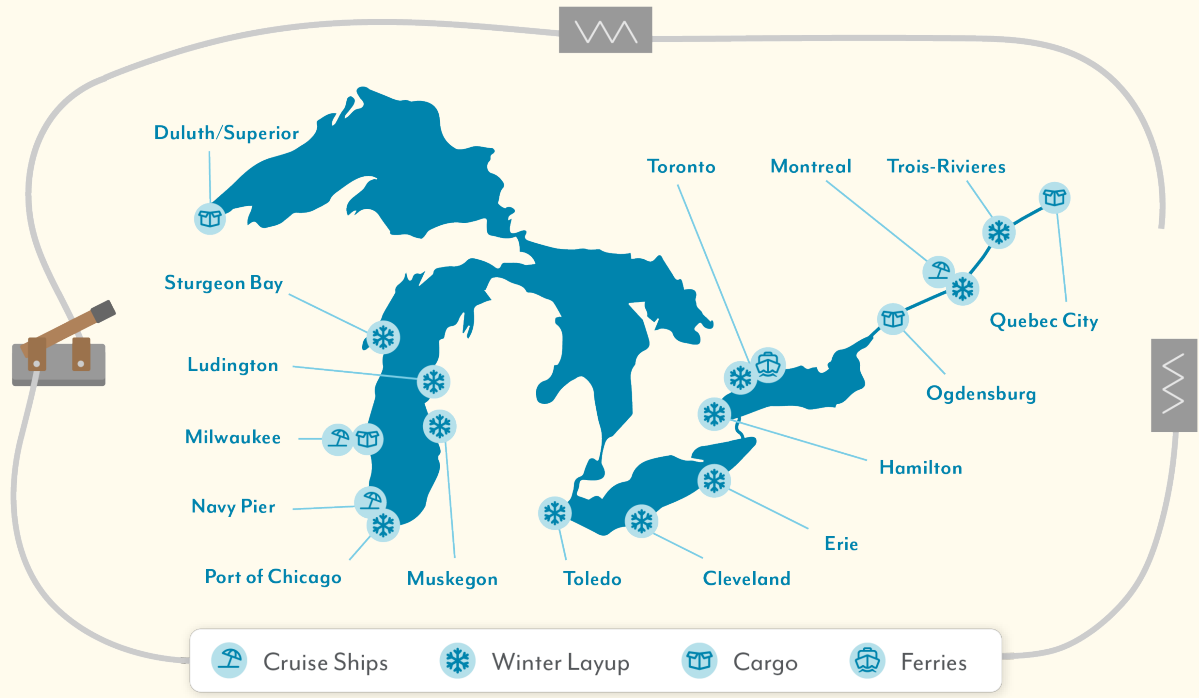 Duluth/Superior
Toronto
Montreal
Trois-Rivieres
Sturgeon Bay
Quebec City
Ludington
Ogdensburg
Milwaukee
Hamilton
Navy Pier
Erie
Port of Chicago
Muskegon
Toledo
Cleveland
Cruise Ships
Winter Layup
Cargo
Ferries